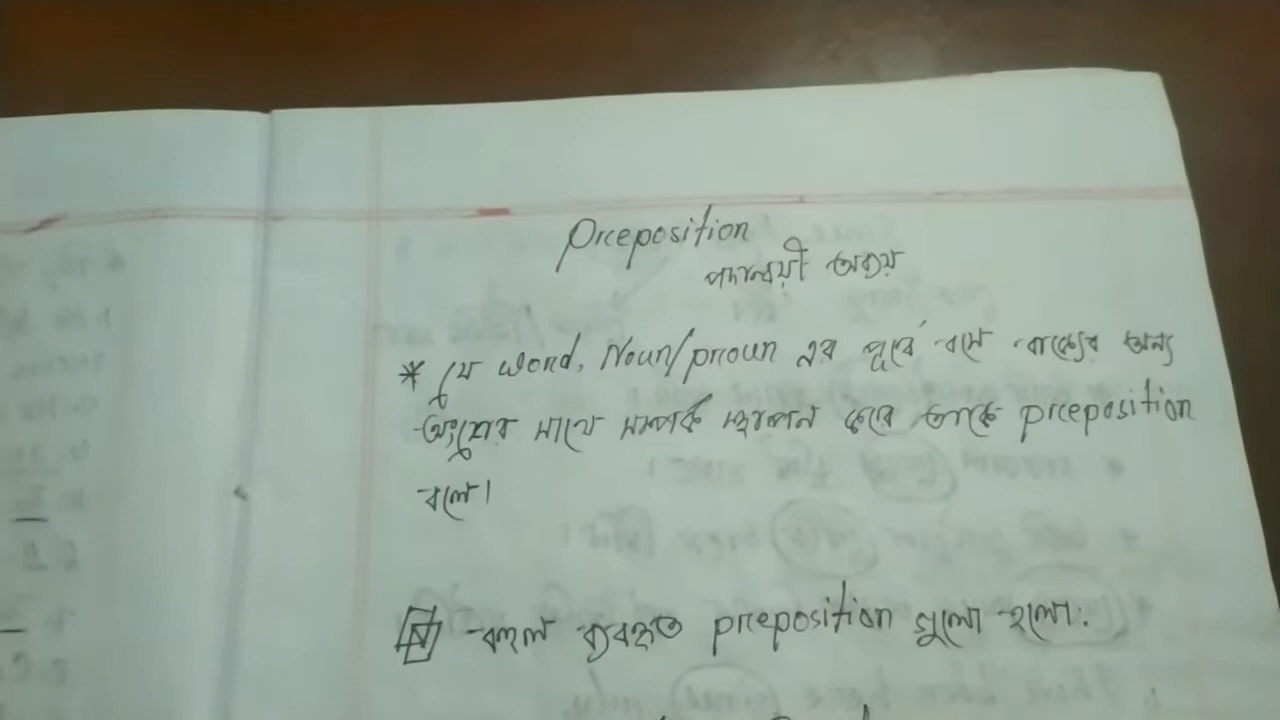 Preposition
পদান্বয়ী অব্যয়
* যে word, Noun/pronoun এর পূর্বে বসে বাক্যের অন্য
অংশের সাথে সম্পর্ক স্থাপন করে তাকে preposition
বলে।
বহুল ব্যবহৃত preposition গুলো হলো: